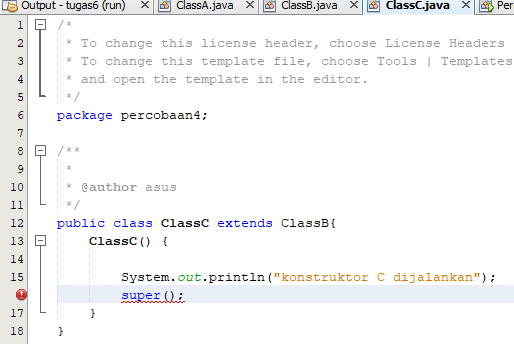 Output - tugas6 (run) ClassA.java ClassB.java ClassC.java
1 /*
2 * To change this license header, choose License Headers
3 * To change this template file, choose Tools | Templates
4 * and open the template in the editor.
5 */
6 package percobaan4;
7
8 /**
9 *
10 * @author asus
11 */
12 public class ClassC extends ClassB{
13 ClassC() {
14
15 System.out.println("konstruktor C dijalankan");
super();
17 }
18 }